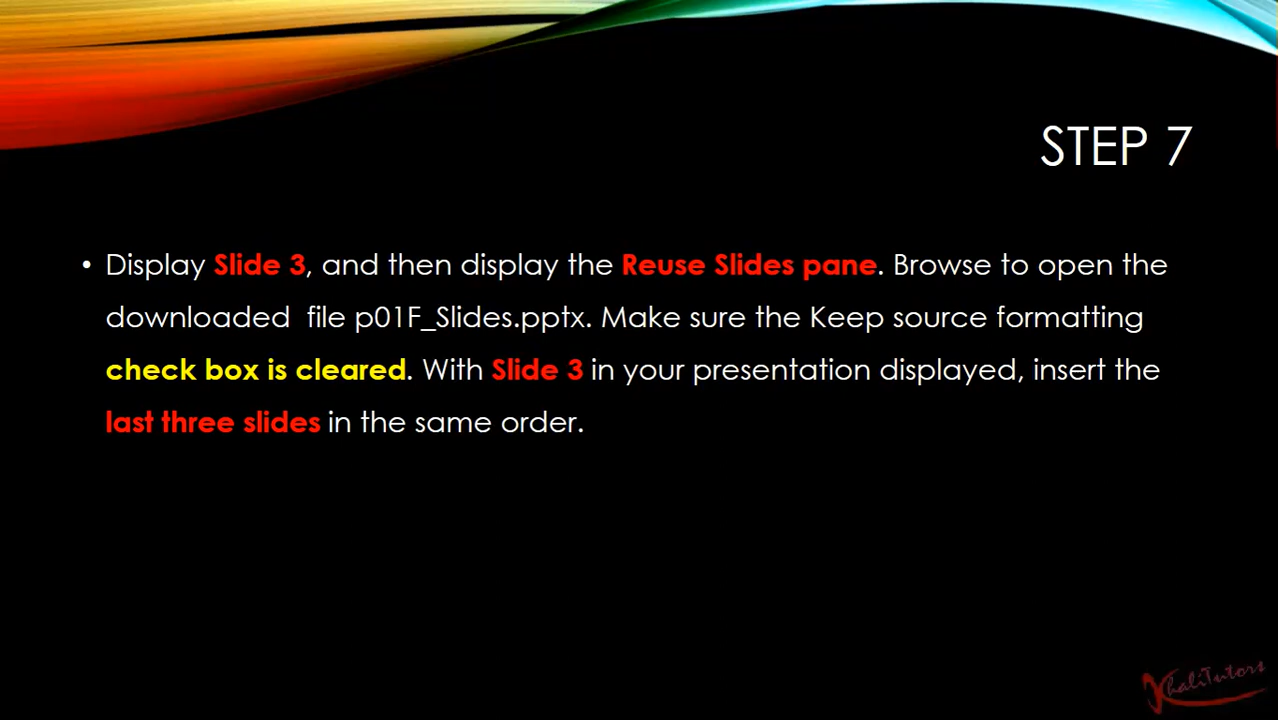 STEP 7
• Display Slide 3, and then display the Reuse Slides pane. Browse to open the
downloaded  file p01F_Slides.pptx. Make sure the Keep source formatting
check box is cleared. With Slide 3 in your presentation displayed, insert the
last three slides in the same order.
KhaliTutors